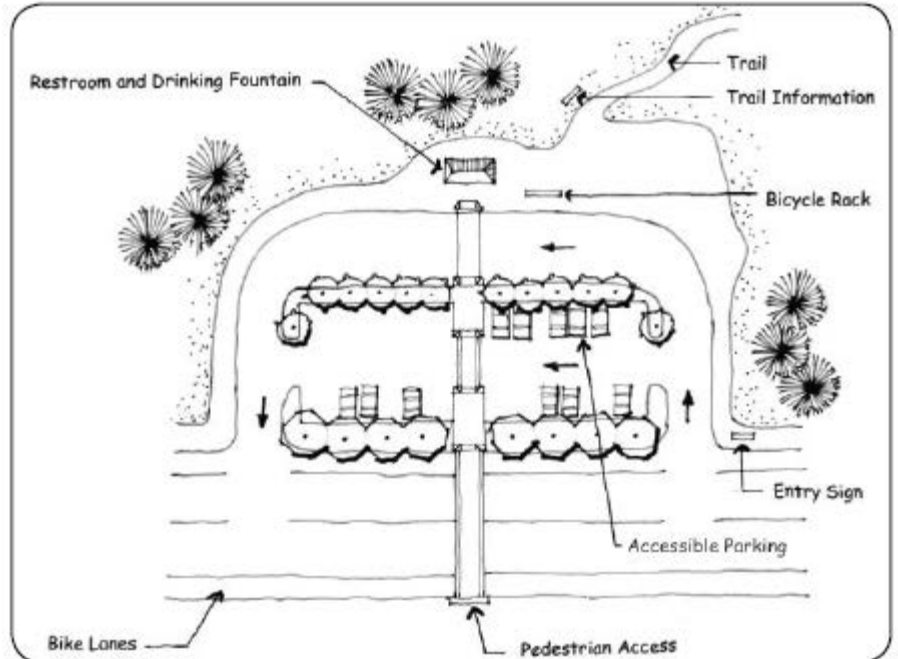 Restroom and Drinking Fountain
Trail
Trail Information
Bicycle Rack
Entry Sign
Accessible Parking
Bike Lanes
Pedestrian Access